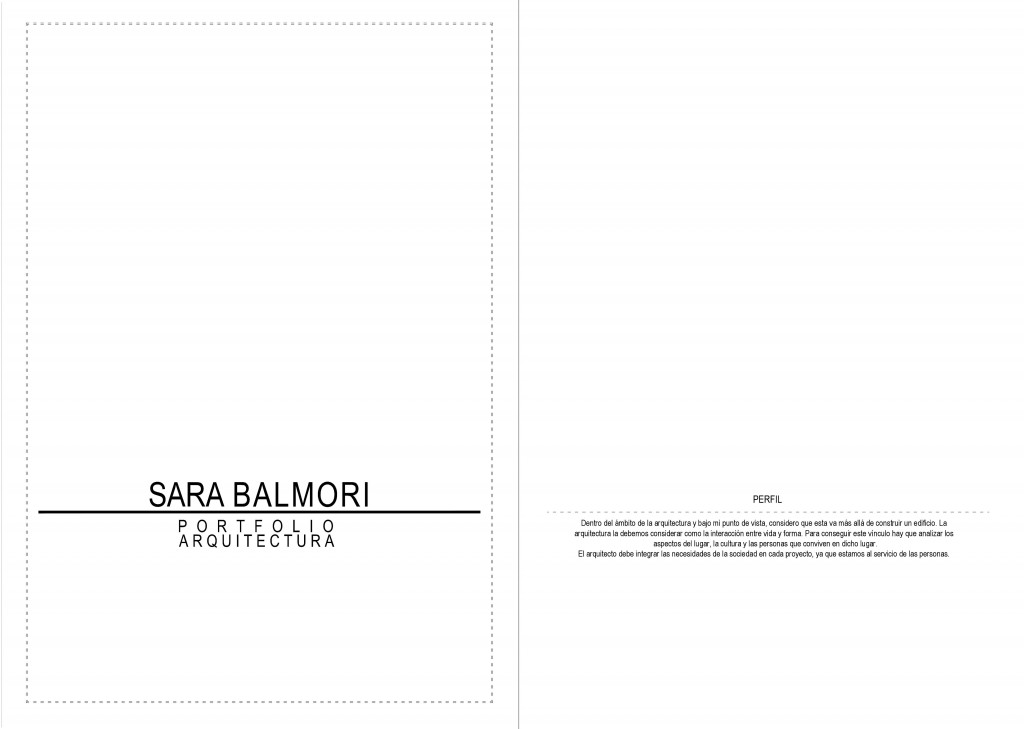 SARA BALMORI
PORTFOLIO
ARQUITECTURA
PERFIL
Dentro del ámbito de la arquitectura y bajo mi punto de vista, considero que esta va más allá de construir un edificio. La
arquitectura la debemos considerar como la interacción entre vida y forma. Para conseguir este vínculo hay que analizar los
aspectos del lugar, la cultura y las personas que conviven en dicho lugar.
El arquitecto debe integrar las necesidades de la sociedad en cada proyecto, ya que estamos al servicio de las personas.